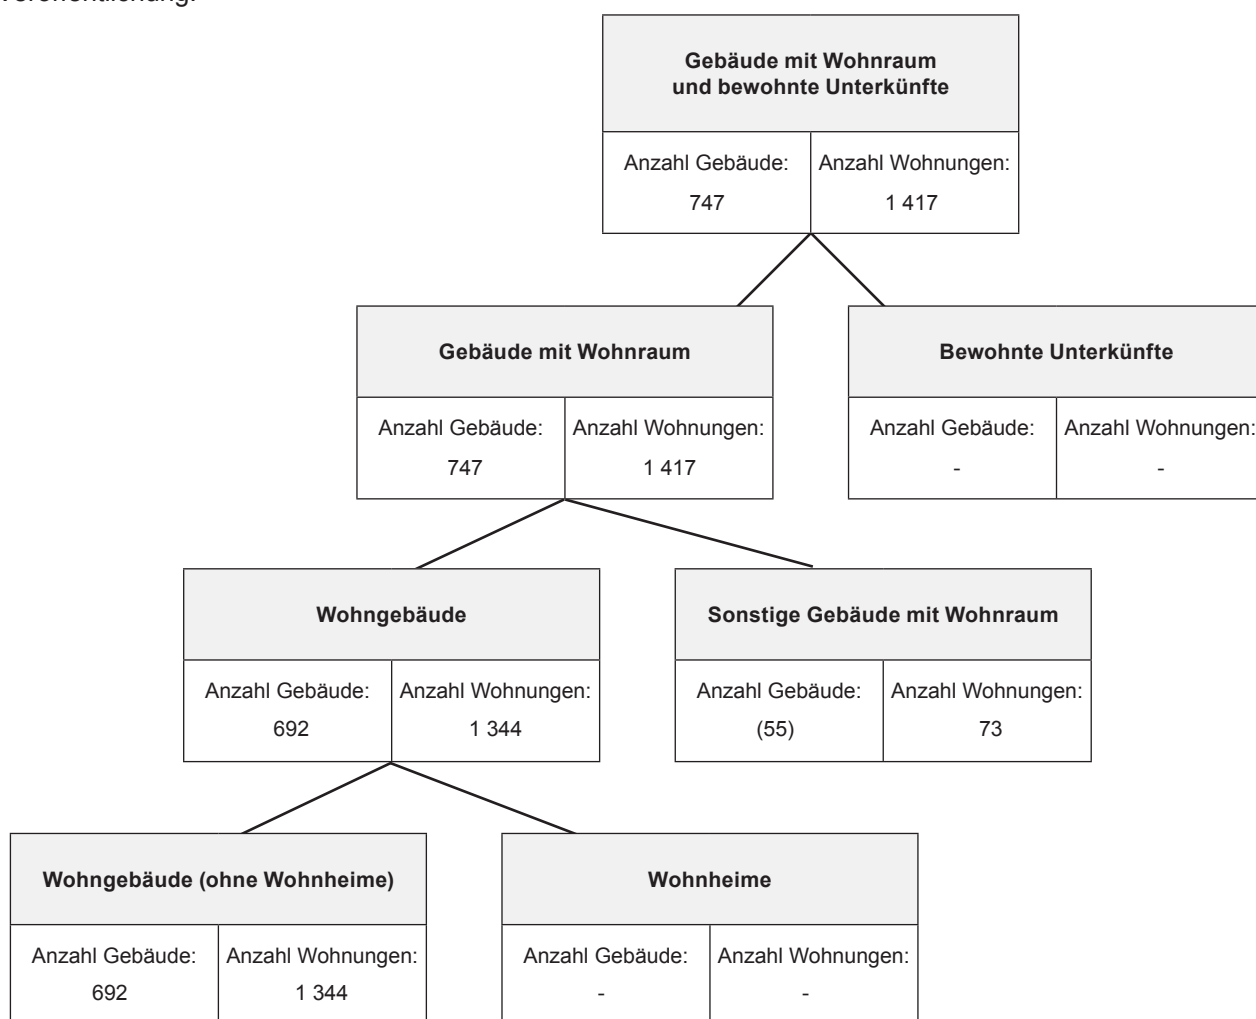 Veröffentlichung.
Gebäude mit Wohnraum
und bewohnte Unterkünfte
Anzahl Gebäude: Anzahl Wohnungen:
747 1 417
Gebäude mit Wohnraum
Anzahl Gebäude: Anzahl Wohnungen:
747 1 417
Bewohnte Unterkünfte
Anzahl Gebäude: Anzahl Wohnungen:
- -
Wohngebäude
Anzahl Gebäude: Anzahl Wohnungen:
692 1 344
Sonstige Gebäude mit Wohnraum
Anzahl Gebäude: Anzahl Wohnungen:
(55) 73
Wohngebäude (ohne Wohnheime)
Anzahl Gebäude: Anzahl Wohnungen:
692 1 344
Wohnheime
Anzahl Gebäude: Anzahl Wohnungen:
- -